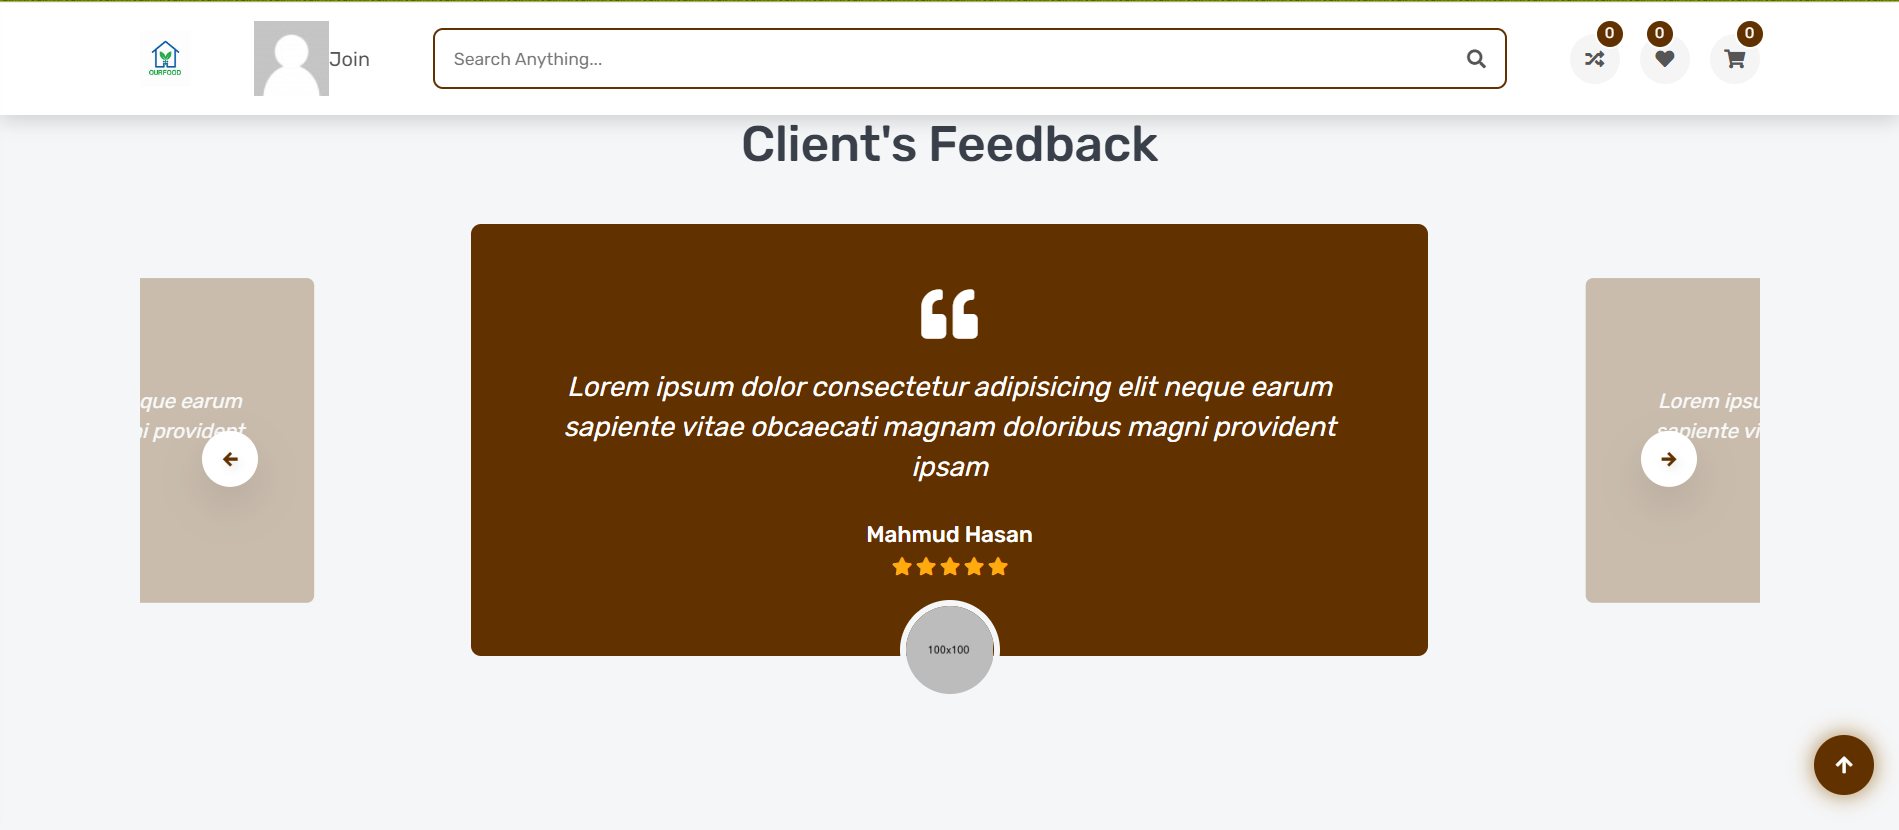 OURFOOD
Join
Search Anything...
0
0
0
Client's Feedback
que earum
provident
Lorem ipsum dolor consectetur adipisicing elit neque earum
sapiente vitae obcaecati magnam doloribus magni provident
ipsam
Mahmud Hasan
100x100
Lorem ipsu
sapiente vi